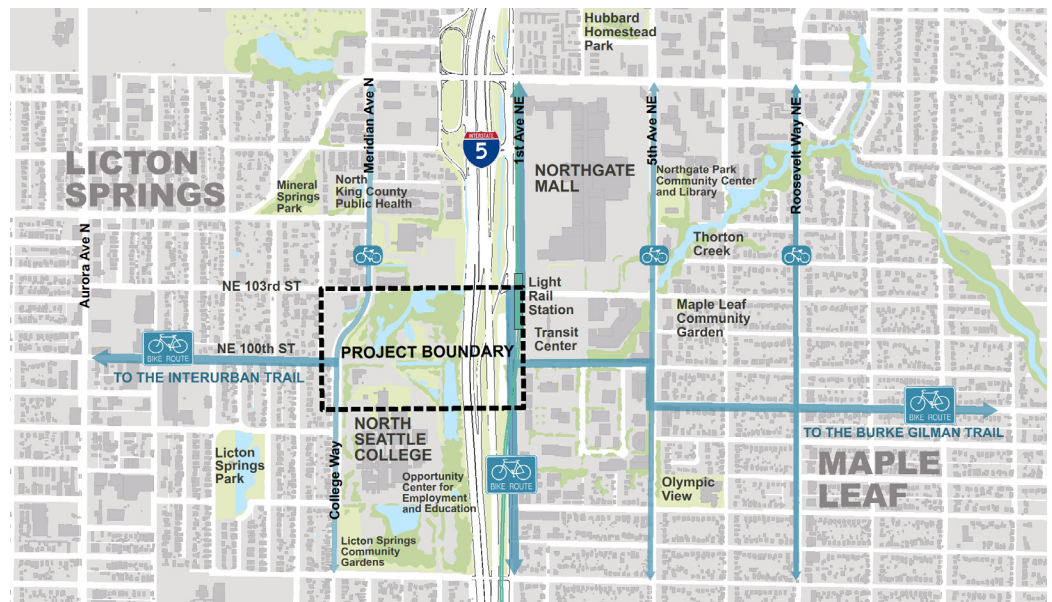 Hubbard
Homestead
Park
Meridian Ave N
1st Ave NE
5th Ave NE
Roosevelt Way NE
INTERSTATE
5
LICTON
SPRINGS
Mineral
Springs
Park
North
King County
Public Health
NORTHGATE
MALL
Northgate Park
Community Center
and Library
Aurora Ave N
Thorton
Creek
NE 103rd ST
Light
Rail
Station
Transit
Center
Maple Leaf
Community
Garden
BIKE ROUTE
NE 100th ST
PROJECT BOUNDARY
TO THE INTERURBAN TRAIL
BIKE ROUTE
TO THE BURKE GILMAN TRAIL
NORTH
SEATTLE
COLLEGE
College Way
Licton
Springs
Park
Opportunity
Center for
Employment
and Education
BIKE ROUTE
Olympic
View
MAPLE
LEAF
Licton Springs
Community
Gardens